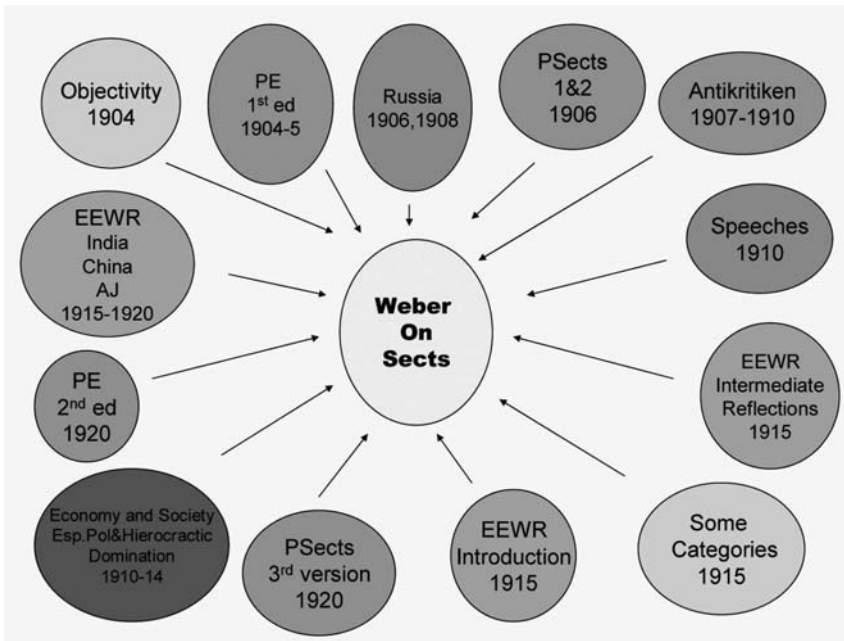 Objectivity
1904
PE
1st ed
1904-5
Russia
1906,1908
PSects
1&2
1906
Antikritiken
1907-1910
EEWR
India
China
AJ
1915-1920
Speeches
1910
Weber
On
Sects
PE
2nd ed
1920
EEWR
Intermediate
Reflections
1915
Economy and Society
Esp.Pol&Hierocractic
Domination
1910-14
PSects
3rd version
1920
EEWR
Introduction
1915
Some
Categories
1915